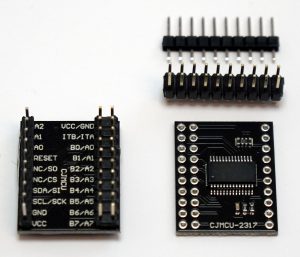 A2 VCC/GND
A1 ITB/ITA
A0 B0/A0
RESET B1/A1
NC/SO B2/A2
NC/CS B3/A3
SDA/SI B4/A4
SCL/SCK B5/A5
GND B6/A6
VCC B7/A7
CJMCU
CJMCU-2317